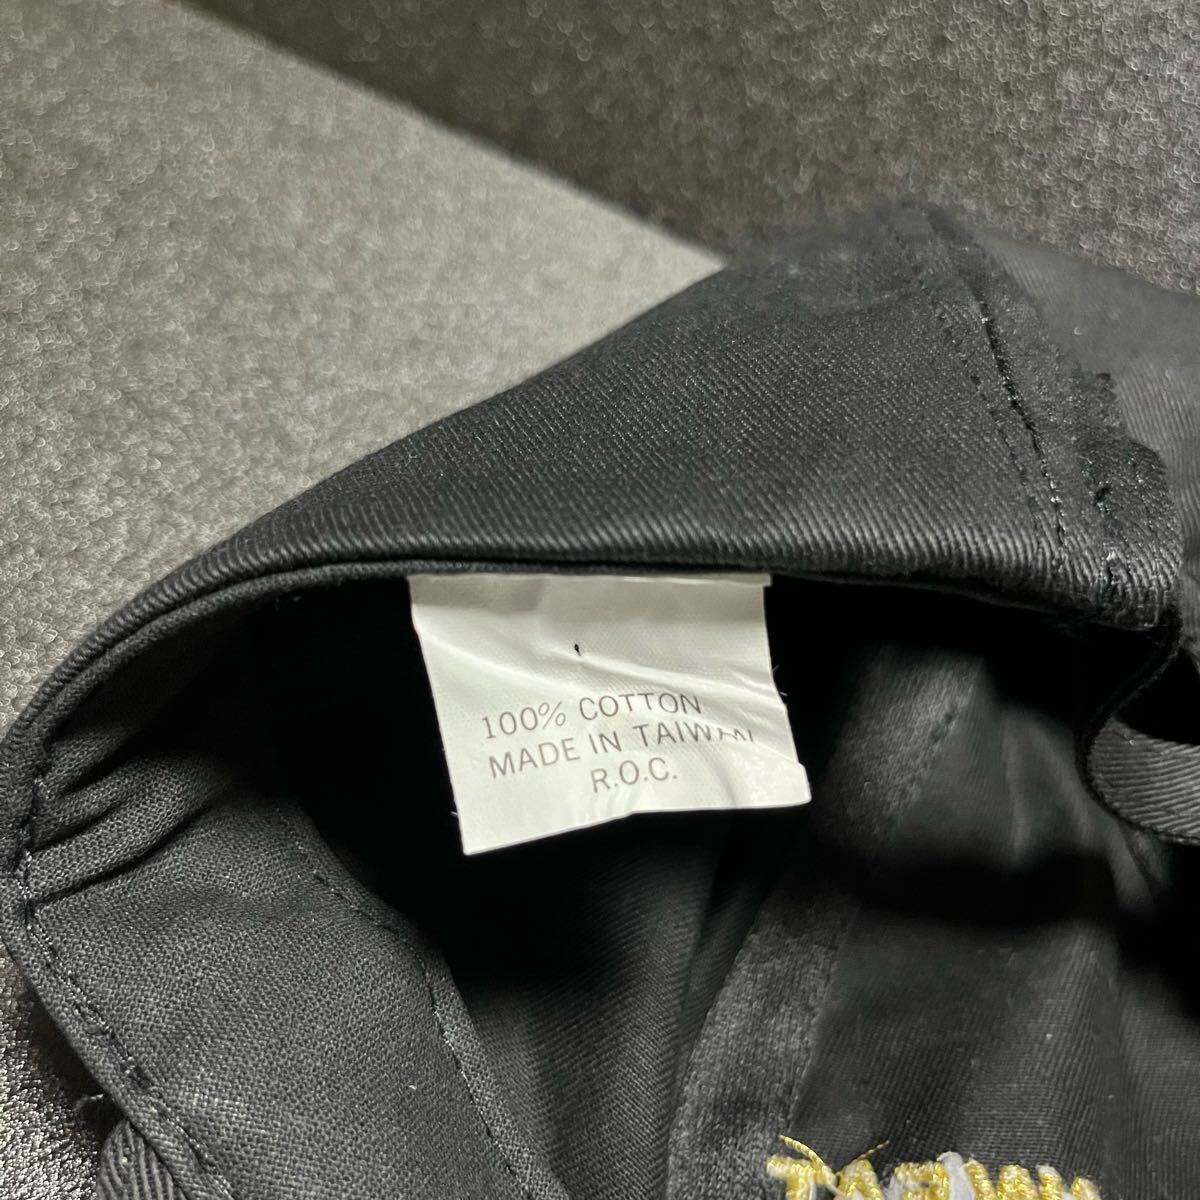 100% COTTON
MADE IN TAIWAN
R.O.C.